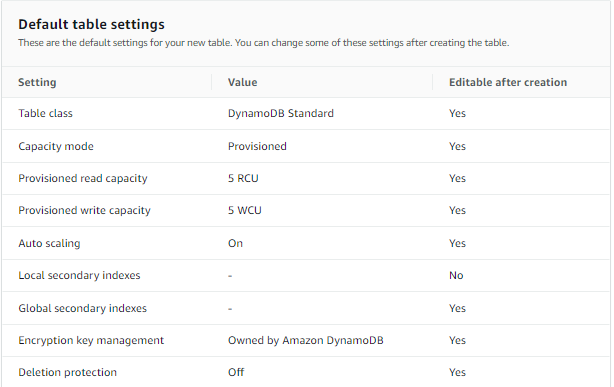 Default table settings
These are the default settings for your new table. You can change some of these settings after creating the table.
Setting Value Editable after creation
Table class DynamoDB Standard Yes
Capacity mode Provisioned Yes
Provisioned read capacity 5 RCU Yes
Provisioned write capacity 5 WCU Yes
Auto scaling On Yes
Local secondary indexes - No
Global secondary indexes - Yes
Encryption key management Owned by Amazon DynamoDB Yes
Deletion protection Off Yes